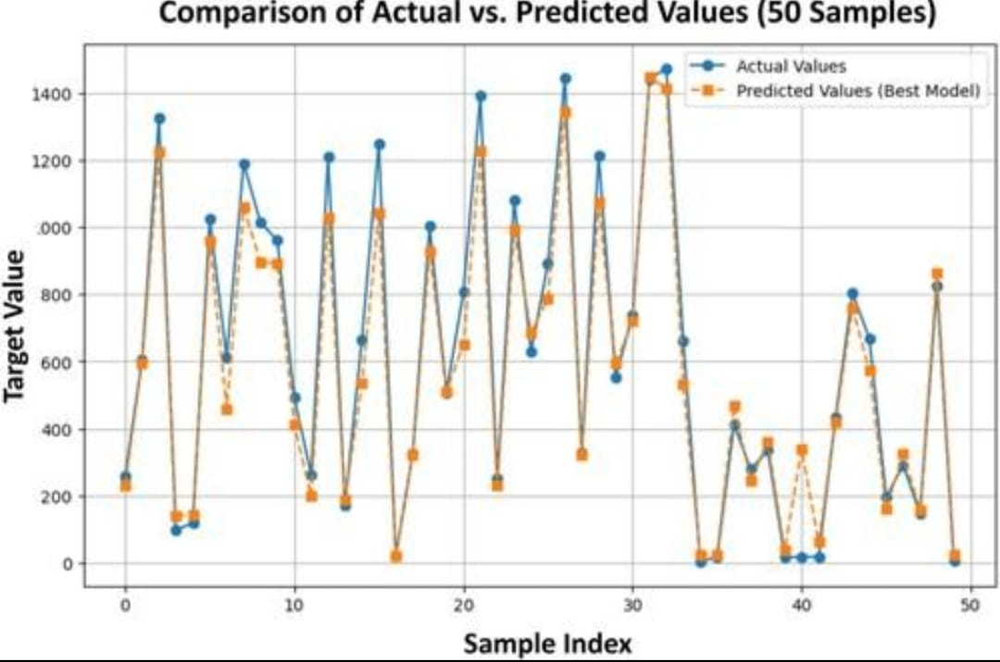 Comparison of Actual vs. Predicted Values (50 Samples)
Actual Values
Predicted Values (Best Model)
1400
1200
.000
800
600
400
200
0
Target Value
0 10 20 30 40 50
Sample Index